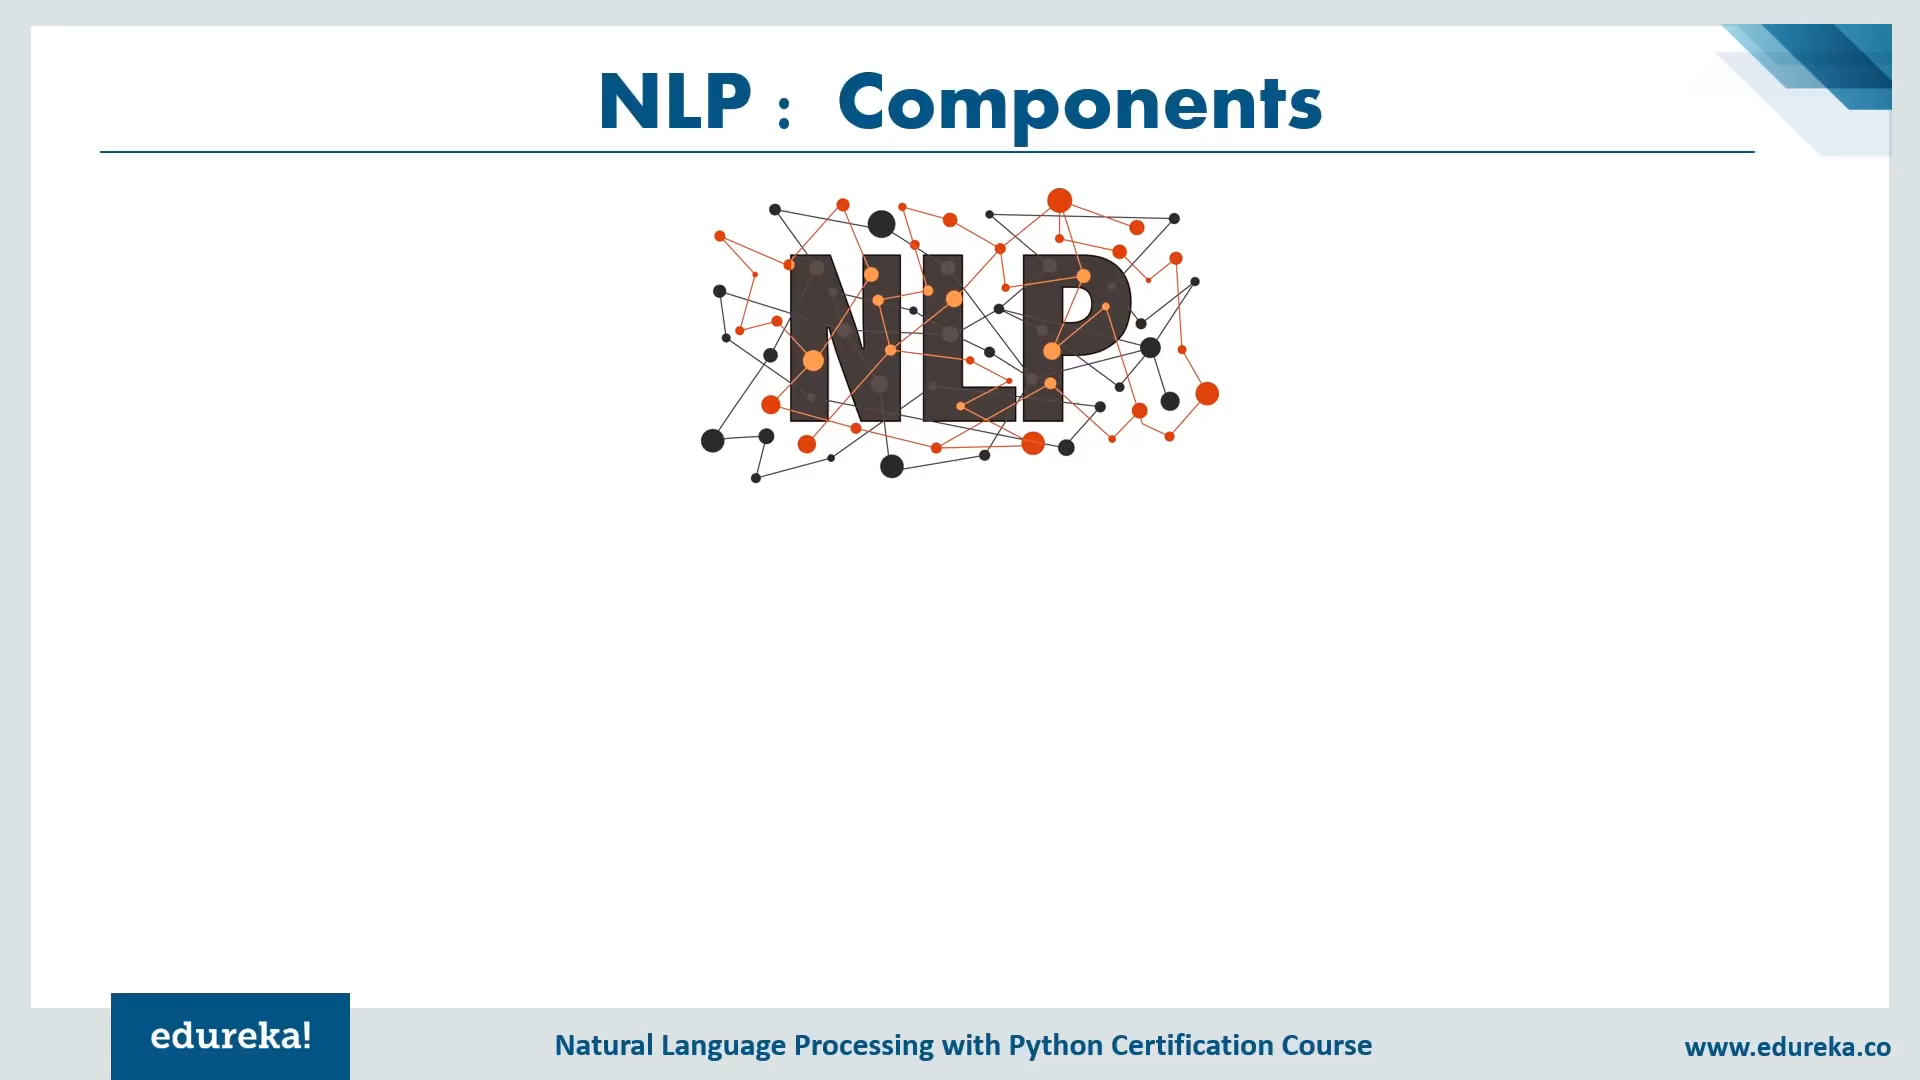 NLP : Components
NLP
edureka!
Natural Language Processing with Python Certification Course
www.edureka.co